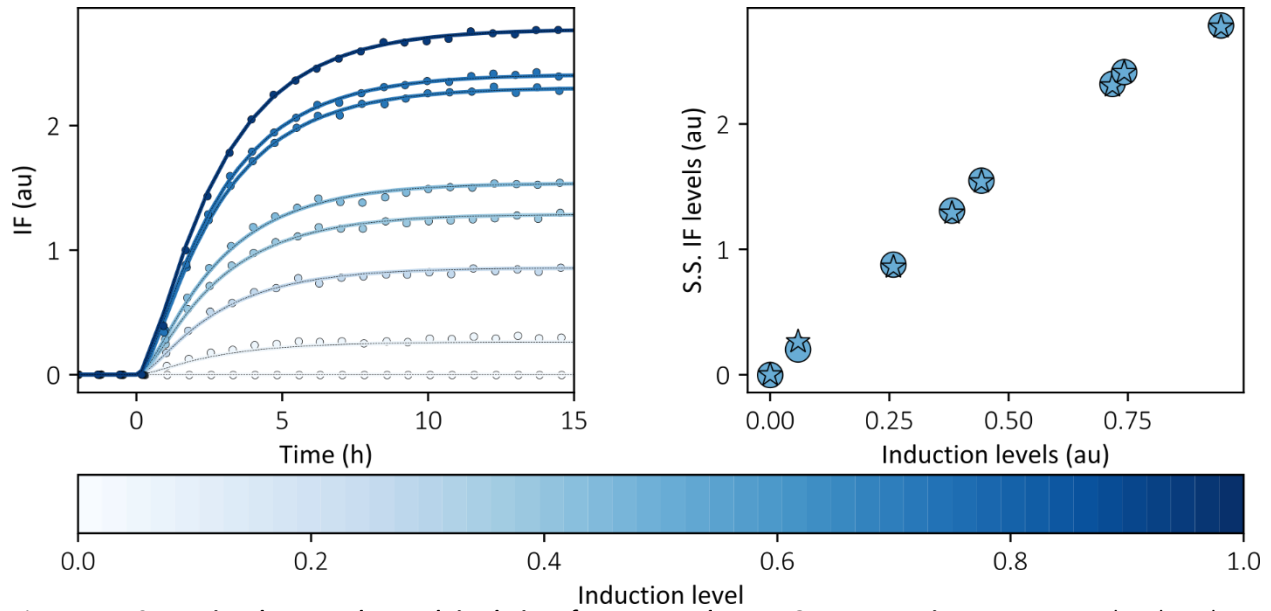 IF (au)
2
1
0
0 5 10 15
Time (h)
S.S. IF levels (au)
2
1
0
0.00 0.25 0.50 0.75
Induction levels (au)
0.0 0.2 0.4 0.6 0.8 1.0
Induction level